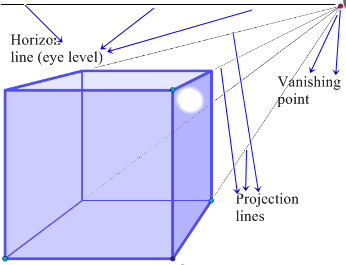 Horizon
line (eye level)
Vanishing
point
Projection
lines